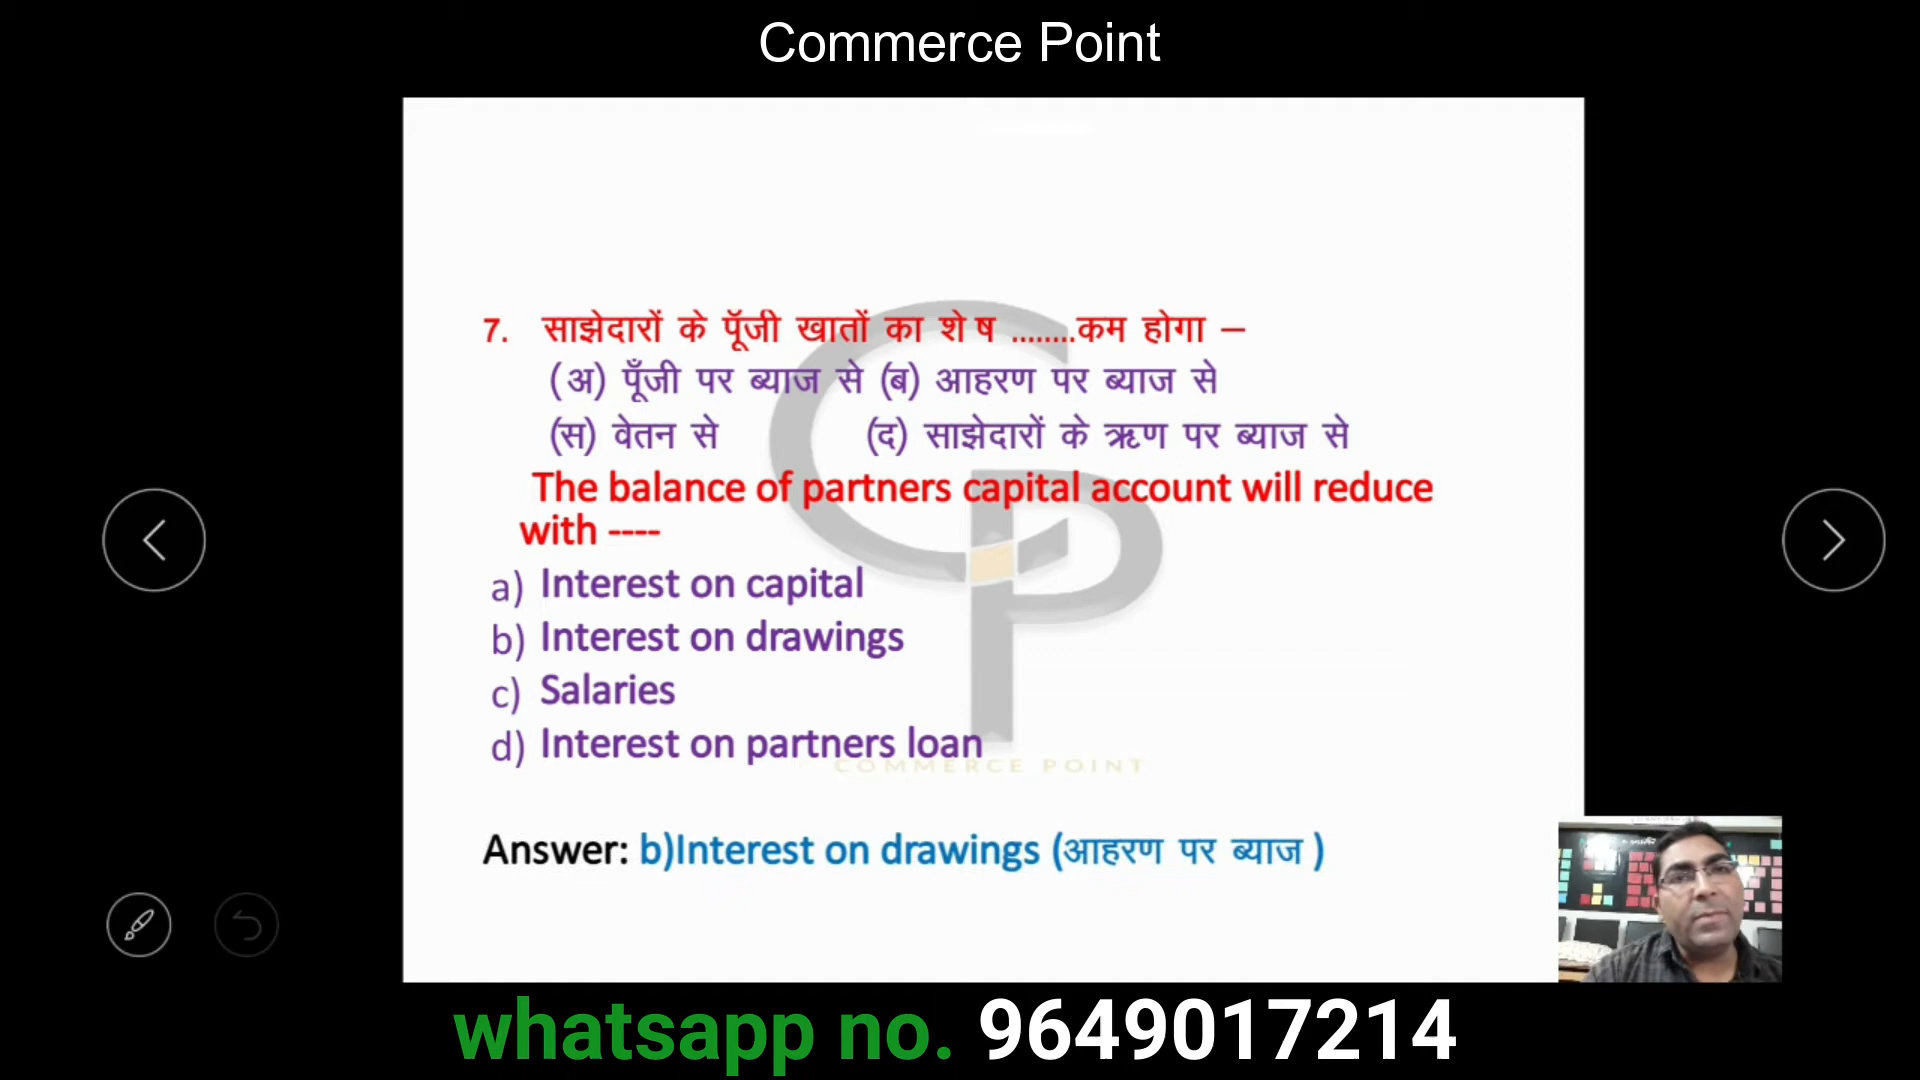 Commerce Point
7. साझेदारों के पूॅंजी खातों का शे ष ........कम होगा –
(अ) पूँजी पर ब्याज से (ब) आहरण पर ब्याज से
(स) वेतन से (द) साझेदारों के ऋण पर ब्याज से
The balance of partners capital account will reduce
with ----
a) Interest on capital
b) Interest on drawings
c) Salaries
d) Interest on partners loan
COMMERCE POINT
Answer: b)Interest on drawings (आहरण पर ब्याज )
whatsapp no. 9649017214